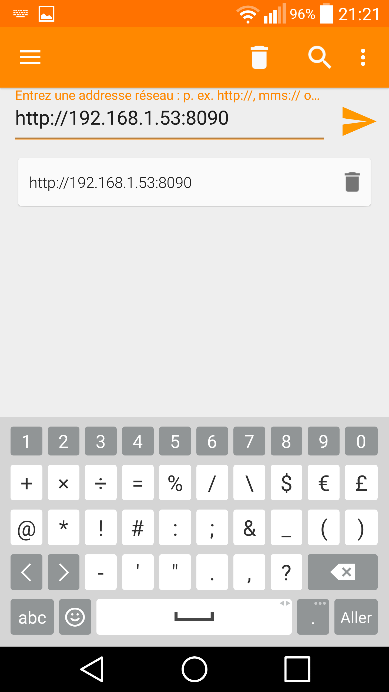 96% 21:21
Entrez une addresse réseau : p. ex. http://, mms:// o...
http://192.168.1.53:8090
http://192.168.1.53:8090
1 2 3 4 5 6 7 8 9 0
+ × ÷ = % / \ $ € £
@ * ! # : ; & _ ( )
< > - ' " . , ?
abc . Aller